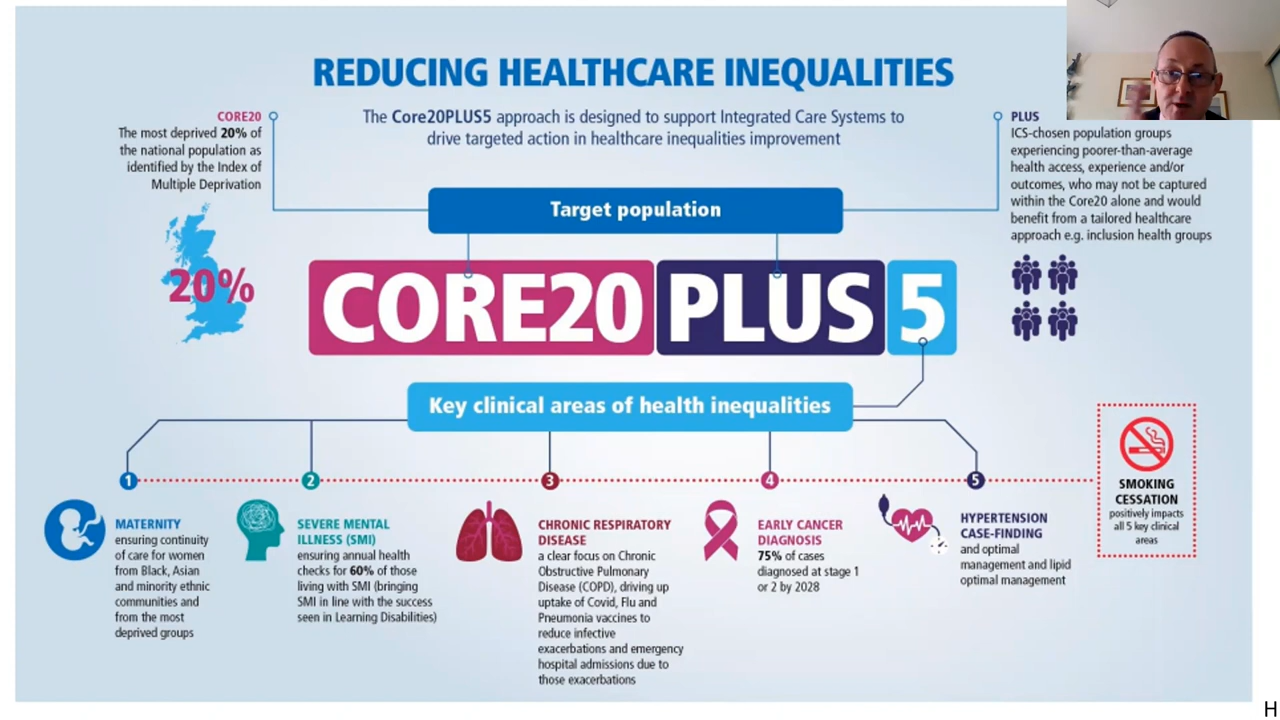 REDUCING HEALTHCARE INEQUALITIES
The Core20PLUS5 approach is designed to support Integrated Care Systems to
drive targeted action in healthcare inequalities improvement
CORE20
The most deprived 20% of
the national population as
identified by the Index of
Multiple Deprivation
20%
PLUS
ICS-chosen population groups
experiencing poorer-than-average
health access, experience and/or
outcomes, who may not be captured
within the Core20 alone and would
benefit from a tailored healthcare
approach e.g. inclusion health groups
Target population
CORE20 PLUS 5
Key clinical areas of health inequalities
1
MATERNITY
ensuring continuity
of care for women
from Black, Asian
and minority ethnic
communities and
from the most
deprived groups
2
SEVERE MENTAL
ILLNESS (SMI)
ensuring annual health
checks for 60% of those
living with SMI (bringing
SMI in line with the success
seen in Learning Disabilities)
3
CHRONIC RESPIRATORY
DISEASE
a clear focus on Chronic
Obstructive Pulmonary
Disease (COPD), driving up
uptake of Covid, Flu and
Pneumonia vaccines to
reduce infective
exacerbations and emergency
hospital admissions due to
those exacerbations
4
EARLY CANCER
DIAGNOSIS
75% of cases
diagnosed at stage 1
or 2 by 2028
5
HYPERTENSION
CASE-FINDING
and optimal
management and lipid
optimal management
SMOKING
CESSATION
positively impacts
all 5 key clinical
areas
H